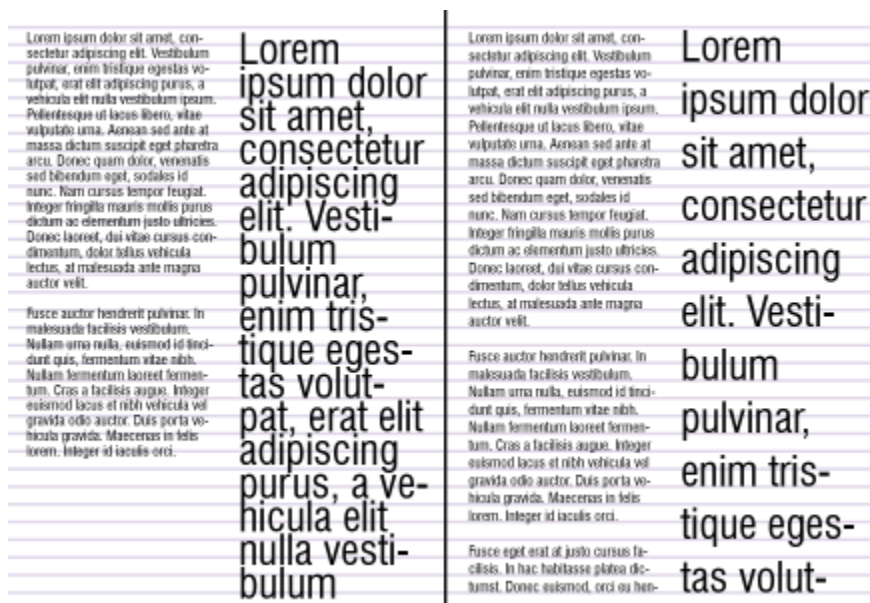 Lorem ipsum dolor sit amet, con-
sectetur adipiscing elit. Vestibulum
pulvinar, enim tristique egestas vo-
lutpat, erat elit adipiscing purus, a
vehicula elit nulla vestibulum ipsum.
Pellentesque ut lacus libero, vitae
vulputate urna. Aenean sed ante at
massa dictum suscipit eget pharetra
arcu. Donec quam dolor, venenatis
sed bibendum eget, sodales id
nunc. Nam cursus tempor feugiat.
Integer fringilla mauris mollis purus
dictum ac elementum justo ultricies.
Donec laoreet, dui vitae cursus con-
dimentum, dolor tellus vehicula
lectus, at malesuada ante magna
auctor velit.
Fusce auctor hendrerit pulvinar. In
malesuada facilisis vestibulum.
Nullam urna nulla, euismod id tinci-
dunt quis, fermentum vitae nibh.
Nullam fermentum laoreet fermen-
tum. Cras a facilisis augue. Integer
euismod lacus et nibh vehicula vel
gravida odio auctor. Duis porta ve-
hicula gravida. Maecenas in felis
lorem. Integer id iaculis orci.
Lorem
ipsum dolor
sit amet,
consectetur
adipiscing
elit. Vesti-
bulum
pulvinar,
enim tris-
tique eges-
tas volut-
pat, erat elit
adipiscing
purus, a ve-
hicula elit
nulla vesti-
bulum
Lorem ipsum dolor sit amet, con-
sectetur adipiscing elit. Vestibulum
pulvinar, enim tristique egestas vo-
lutpat, erat elit adipiscing purus, a
vehicula elit nulla vestibulum ipsum.
Pellentesque ut lacus libero, vitae
vulputate urna. Aenean sed ante at
massa dictum suscipit eget pharetra
arcu. Donec quam dolor, venenatis
sed bibendum eget, sodales id
nunc. Nam cursus tempor feugiat.
Integer fringilla mauris mollis purus
dictum ac elementum justo ultricies.
Donec laoreet, dui vitae cursus con-
dimentum, dolor tellus vehicula
lectus, at malesuada ante magna
auctor velit.
Fusce auctor hendrerit pulvinar. In
malesuada facilisis vestibulum.
Nullam urna nulla, euismod id tinci-
dunt quis, fermentum vitae nibh.
Nullam fermentum laoreet fermen-
tum. Cras a facilisis augue. Integer
euismod lacus et nibh vehicula vel
gravida odio auctor. Duis porta ve-
hicula gravida. Maecenas in felis
lorem. Integer id iaculis orci.
Fusce eget erat at justo cursus fa-
cilisis. In hac habitasse platea dic-
tumst. Donec euismod, orci eu hen-
Lorem
ipsum dolor
sit amet,
consectetur
adipiscing
elit. Vesti-
bulum
pulvinar,
enim tris-
tique eges-
tas volut-